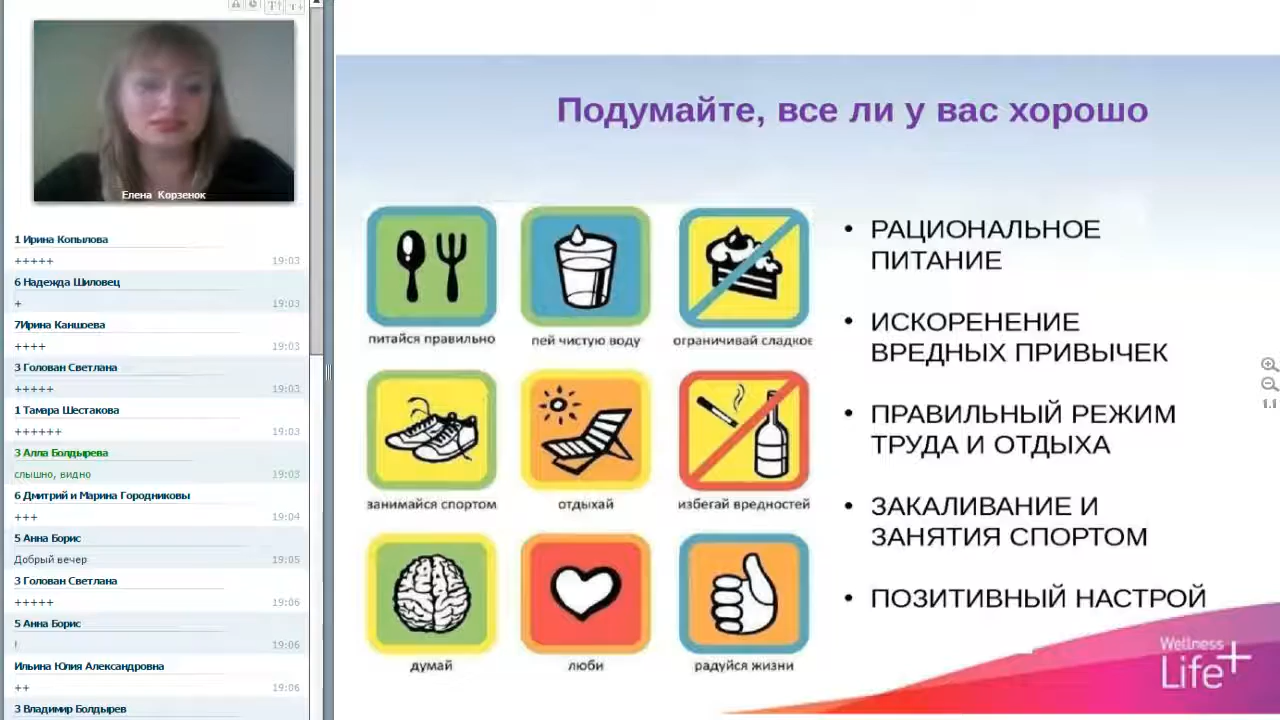 Елена Корзенок
1 Ирина Копылова
+++++ 19:03
6 Надежда Шиловец
+ 19:03
7Ирина Каншоева
++++ 19:03
3 Голован Светлана
+++++ 19:03
1 Тамара Шестакова
++++++ 19:03
3 Алла Болдырева
слышно, видно 19:03
6 Дмитрий и Марина Городниковы
+++ 19:04
5 Анна Борис
Добрый вечер 19:05
3 Голован Светлана
+++++ 19:06
5 Анна Борис
! 19:06
Ильина Юлия Александровна
++ 19:06
3 Владимир Болдырев
Подумайте, все ли у вас хорошо
питайся правильно
пей чистую воду
ограничивай сладкое
занимайся спортом
отдыхай
избегай вредностей
думай
люби
радуйся жизни
• РАЦИОНАЛЬНОЕ
ПИТАНИЕ
• ИСКОРЕНЕНИЕ
ВРЕДНЫХ ПРИВЫЧЕК
• ПРАВИЛЬНЫЙ РЕЖИМ
ТРУДА И ОТДЫХА
• ЗАКАЛИВАНИЕ И
ЗАНЯТИЯ СПОРТОМ
• ПОЗИТИВНЫЙ НАСТРОЙ
Wellness
Life+
1.1